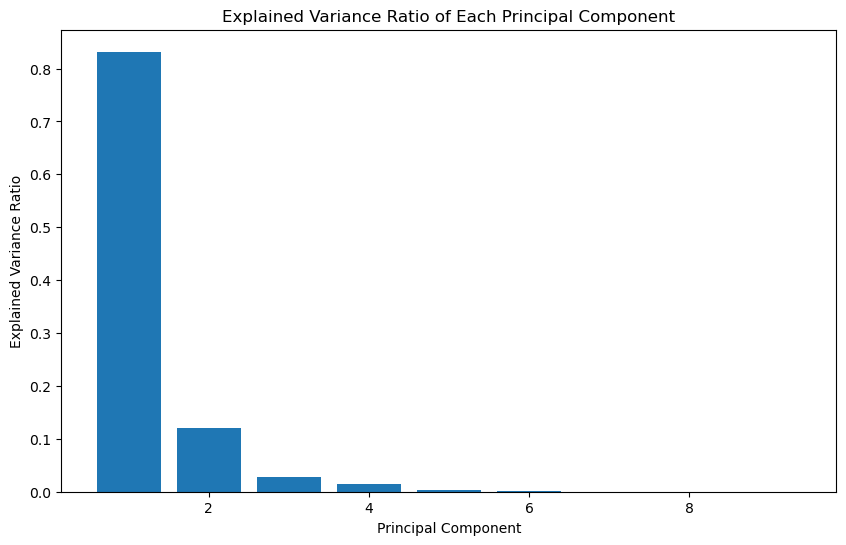 Explained Variance Ratio of Each Principal Component
Explained Variance Ratio
0.8
0.7
0.6
0.5
0.4
0.3
0.2
0.1
0.0
2 4 6 8
Principal Component